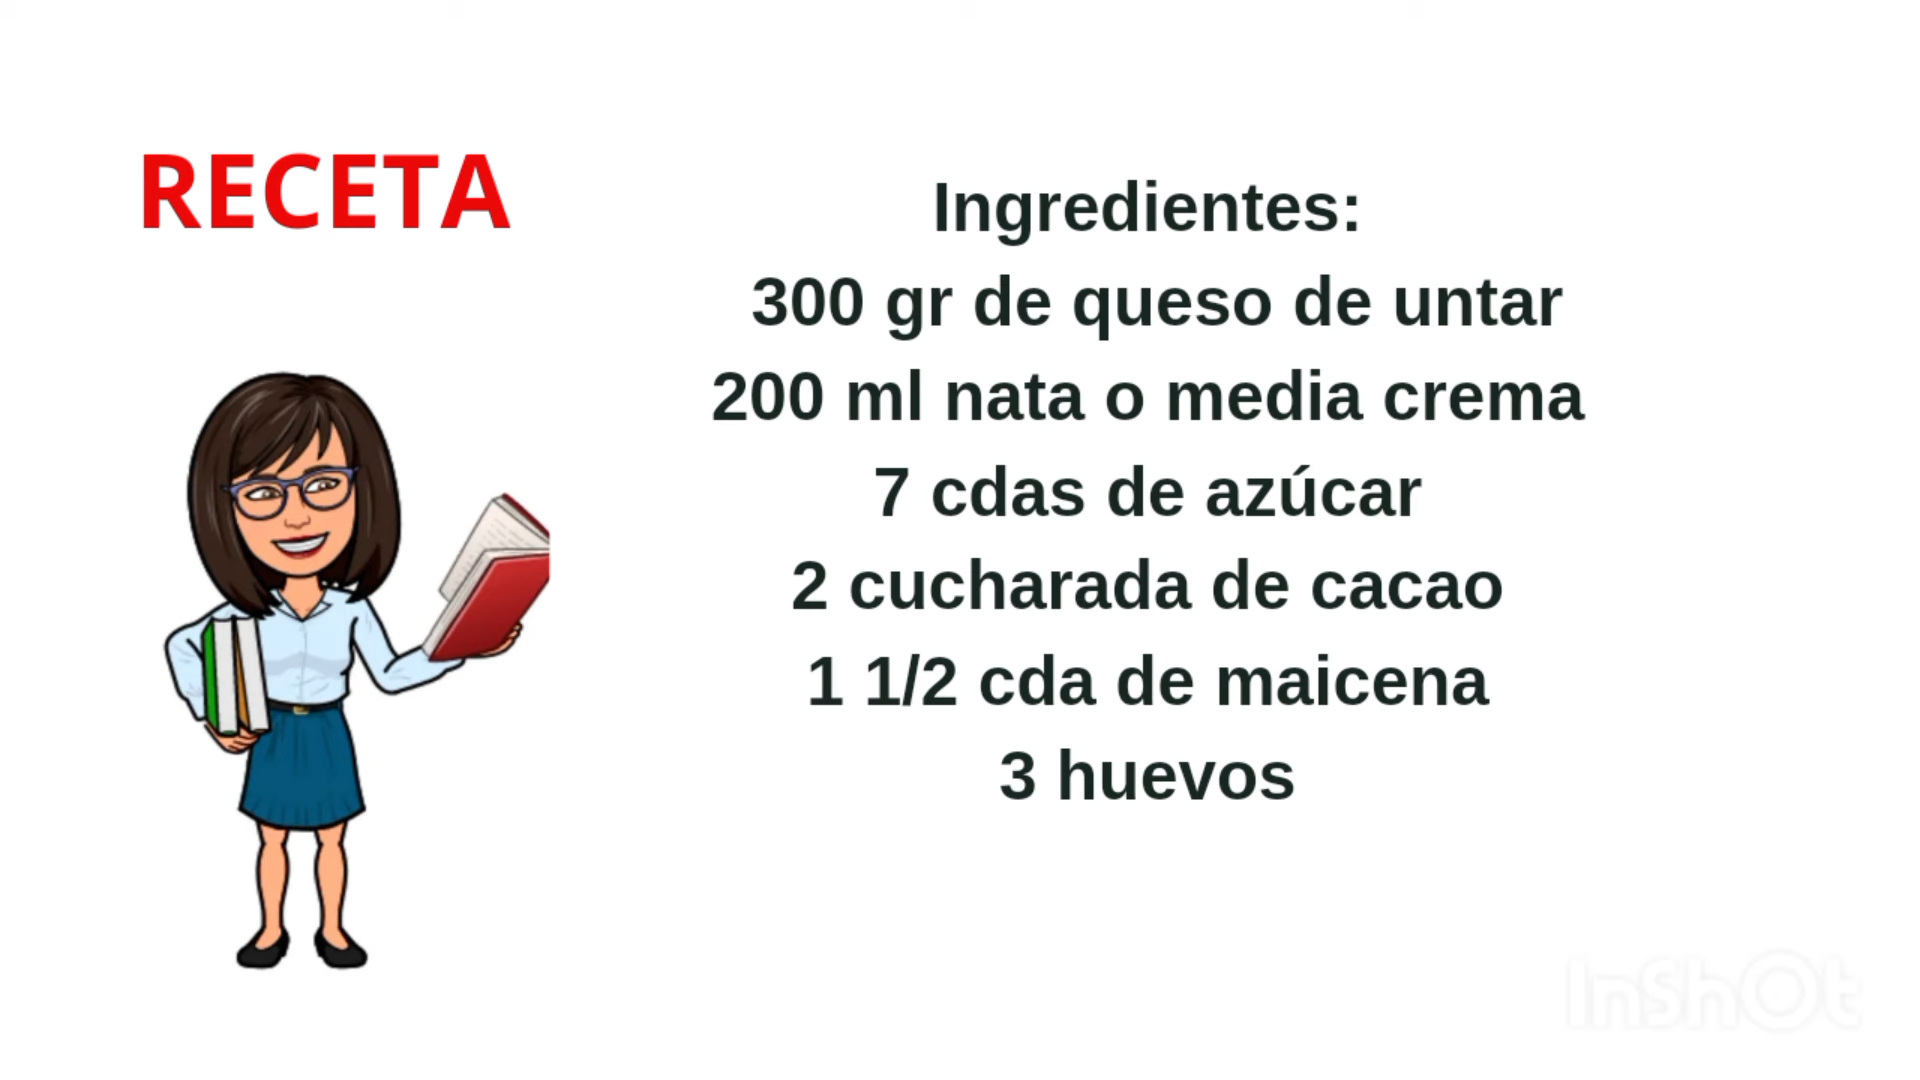 RECETA
Ingredientes:
300 gr de queso de untar
200 ml nata o media crema
7 cdas de azúcar
2 cucharada de cacao
1 1/2 cda de maicena
3 huevos
InShOt